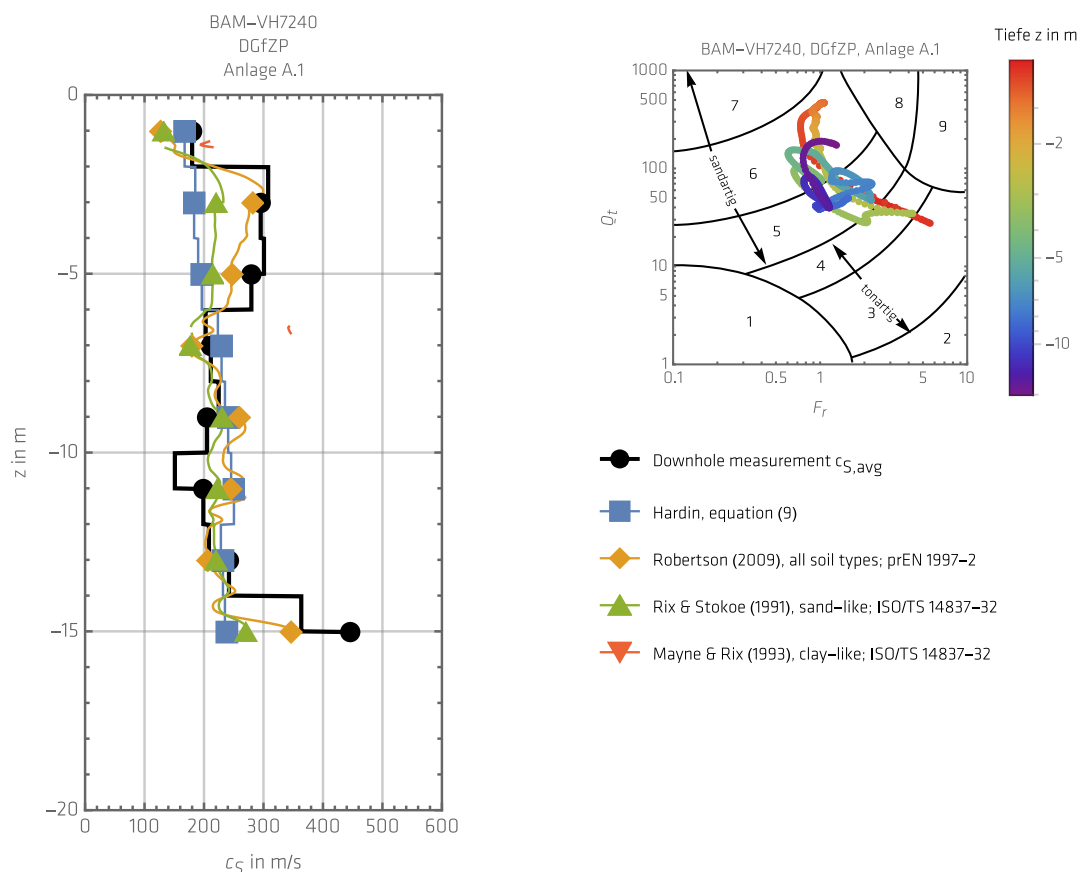 BAM–VH7240
DGfZP
Anlage A.1
0
−5
−10
−15
−20
z in m
0 100 200 300 400 500 600
cS in m/s
Tiefe z in m
BAM–VH7240, DGfZP, Anlage A.1
1000
500
100
50
10
5
1
Qt
0.1 0.5 1 5 10
Fr
7
8
9
6
5
4
3
1
2
sandartig
tonartig
−2
−5
−10
Downhole measurement cS,avg
Hardin, equation (9)
Robertson (2009), all soil types; prEN 1997–2
Rix & Stokoe (1991), sand–like; ISO/TS 14837–32
Mayne & Rix (1993), clay–like; ISO/TS 14837–32